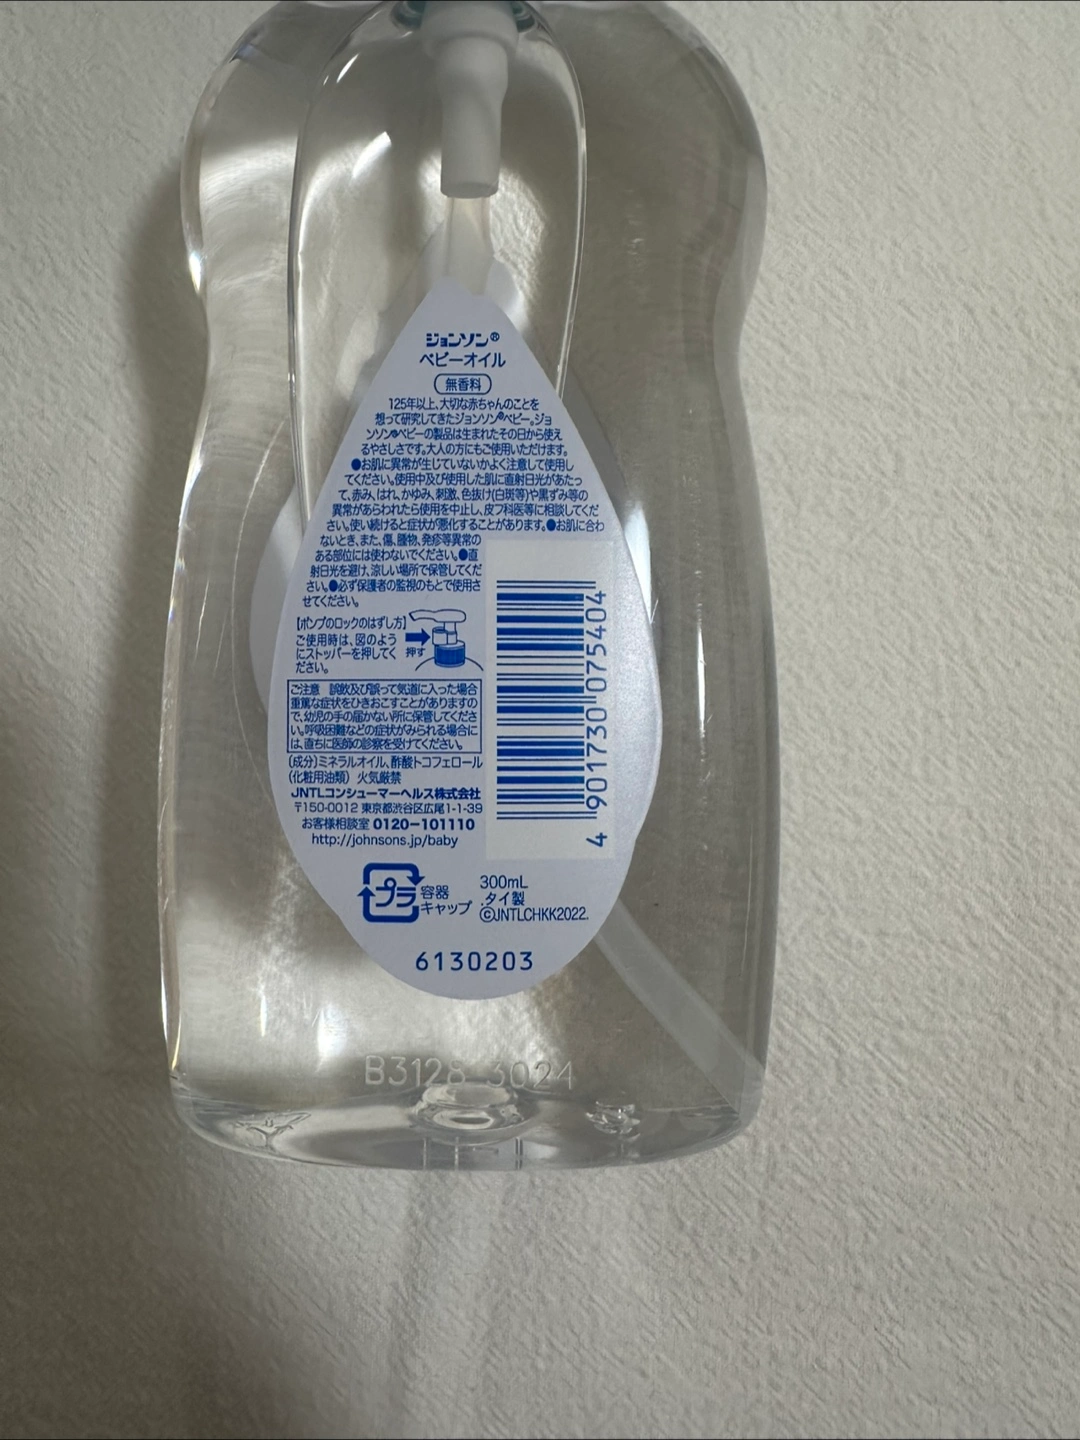 ジョンソン®
ベビーオイル
無香料
125年以上、大切な赤ちゃんのことを
想って研究してきたジョンソン®ベビー。ジョ
ンソン®ベビーの製品は生まれたその日から使え
るやさしさです。大人の方にもご使用いただけます。
●お肌に異常が生じていないかよく注意して使用し
てください。使用中及び使用した肌に直射日光があたっ
て、赤み、はれ、かゆみ、刺激、色抜け(白斑等)や黒ずみ等の
異常があらわれたら使用を中止し、皮フ科医等に相談してくだ
さい。使い続けると症状が悪化することがあります。●お肌に合わ
ないとき、また、傷、腫物、発疹等異常の
ある部位には使わないでください。●直
射日光を避け、涼しい場所で保管してくだ
さい。●必ず保護者の監視のもとで使用さ
せてください。
【ポンプのロックのはずし方】
ご使用時は、図のよう
にストッパーを押してく
ださい。
押す
ご注意 誤飲及び誤って気道に入った場合
重篤な症状をひきおこすことがありますの
で、幼児の手の届かない所に保管してくださ
い。呼吸困難などの症状がみられる場合に
は、直ちに医師の診察を受けてください。
〔成分〕ミネラルオイル、酢酸トコフェロール
(化粧用油類) 火気厳禁
JNTLコンシューマーヘルス株式会社
〒150-0012 東京都渋谷区広尾1-1-39
お客様相談室 0120-101110
http://johnsons.jp/baby
4 901730 075404
プラ
容器
キャップ
300mL
タイ製
©JNTLCHKK2022.
6130203
B3128 3024